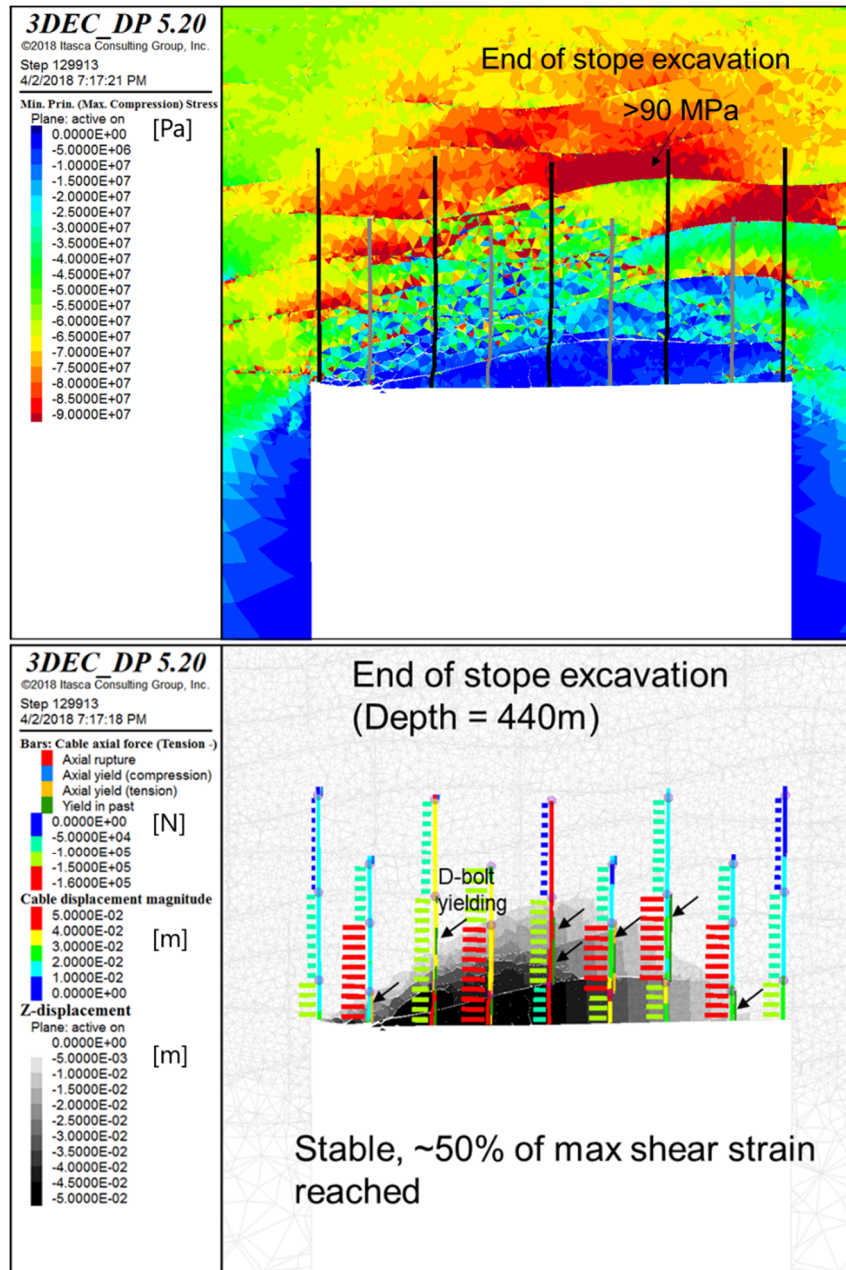 3DEC_DP 5.20
©2018 Itasca Consulting Group, Inc.
Step 129913
4/2/2018 7:17:21 PM
Min. Prin. (Max. Compression) Stress
Plane: active on
[Pa]
0.0000E+00
-5.0000E+06
-1.0000E+07
-1.5000E+07
-2.0000E+07
-2.5000E+07
-3.0000E+07
-3.5000E+07
-4.0000E+07
-4.5000E+07
-5.0000E+07
-5.5000E+07
-6.0000E+07
-6.5000E+07
-7.0000E+07
-7.5000E+07
-8.0000E+07
-8.5000E+07
-9.0000E+07
End of stope excavation
>90 MPa
3DEC_DP 5.20
©2018 Itasca Consulting Group, Inc.
Step 129913
4/2/2018 7:17:18 PM
Bars: Cable axial force (Tension -)
Axial rupture
Axial yield (compression)
Axial yield (tension)
Yield in past
[N]
0.0000E+00
-5.0000E+04
-1.0000E+05
-1.5000E+05
-1.6000E+05
Cable displacement magnitude
[m]
5.0000E-02
4.0000E-02
3.0000E-02
2.0000E-02
1.0000E-02
0.0000E+00
Z-displacement
Plane: active on
[m]
0.0000E+00
-5.0000E-03
-1.0000E-02
-1.5000E-02
-2.0000E-02
-2.5000E-02
-3.0000E-02
-3.5000E-02
-4.0000E-02
-4.5000E-02
-5.0000E-02
End of stope excavation
(Depth = 440m)
D-bolt
yielding
Stable, ~50% of max shear strain
reached